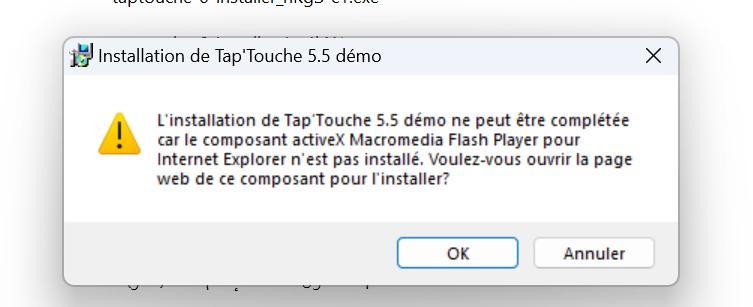 Installation de Tap'Touche 5.5 démo
L'installation de Tap'Touche 5.5 démo ne peut être complétée
car le composant activeX Macromedia Flash Player pour
Internet Explorer n'est pas installé. Voulez-vous ouvrir la page
web de ce composant pour l'installer?
OK
Annuler